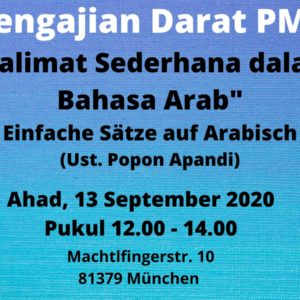 engajian Darat PM
alimat Sederhana dala
Bahasa Arab"
Einfache Sätze auf Arabisch
(Ust. Popon Apandi)
Ahad, 13 September 2020
Pukul 12.00 - 14.00
Machtlfingerstr. 10
81379 München